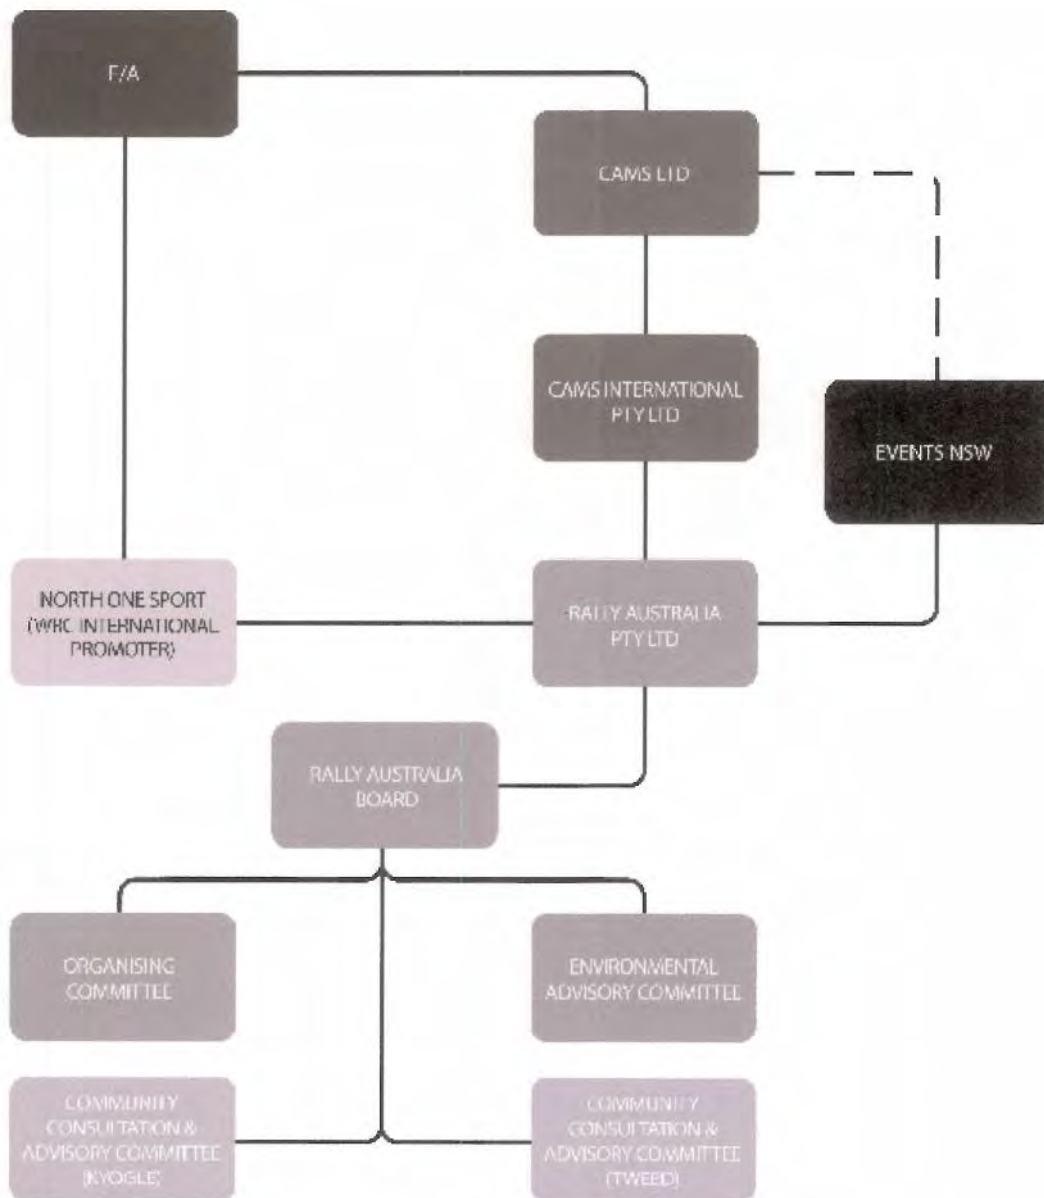 F/A
CAMS LTD
CAMS INTERNATIONAL
PTY LTD
EVENTS NSW
NORTH ONE SPORT
(WRC INTERNATIONAL
PROMOTER)
RALLY AUSTRALIA
PTY LTD
RALLY AUSTRALIA
BOARD
ORGANISING
COMMITTEE
ENVIRONMENTAL
ADVISORY COMMITTEE
COMMUNITY
CONSULTATION &
ADVISORY COMMITTEE
(KYOGLE)
COMMUNITY
CONSULTATION &
ADVISORY COMMITTEE
(TWEED)